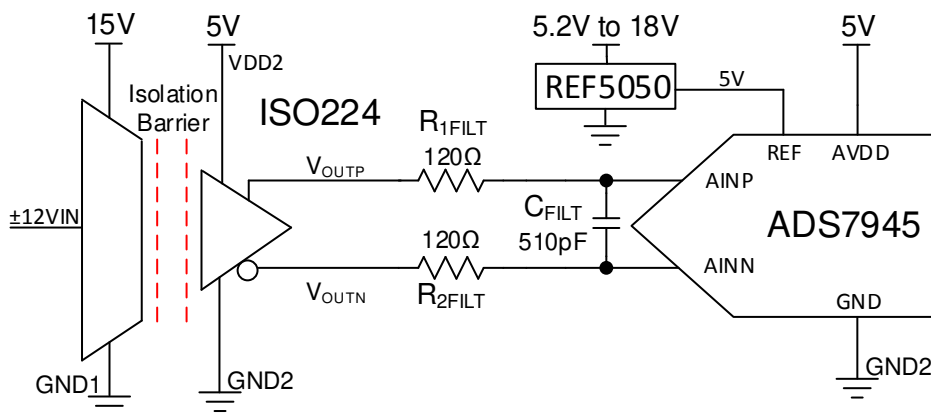 15V
5V
5.2V to 18V
5V
VDD2
Isolation
Barrier
ISO224
REF5050
5V
R1FILT
120Ω
REF
AVDD
VOUTP
AINP
±12VIN
CFILT
510pF
ADS7945
120Ω
AINN
VOUTN
R2FILT
GND
GND1
GND2
GND2